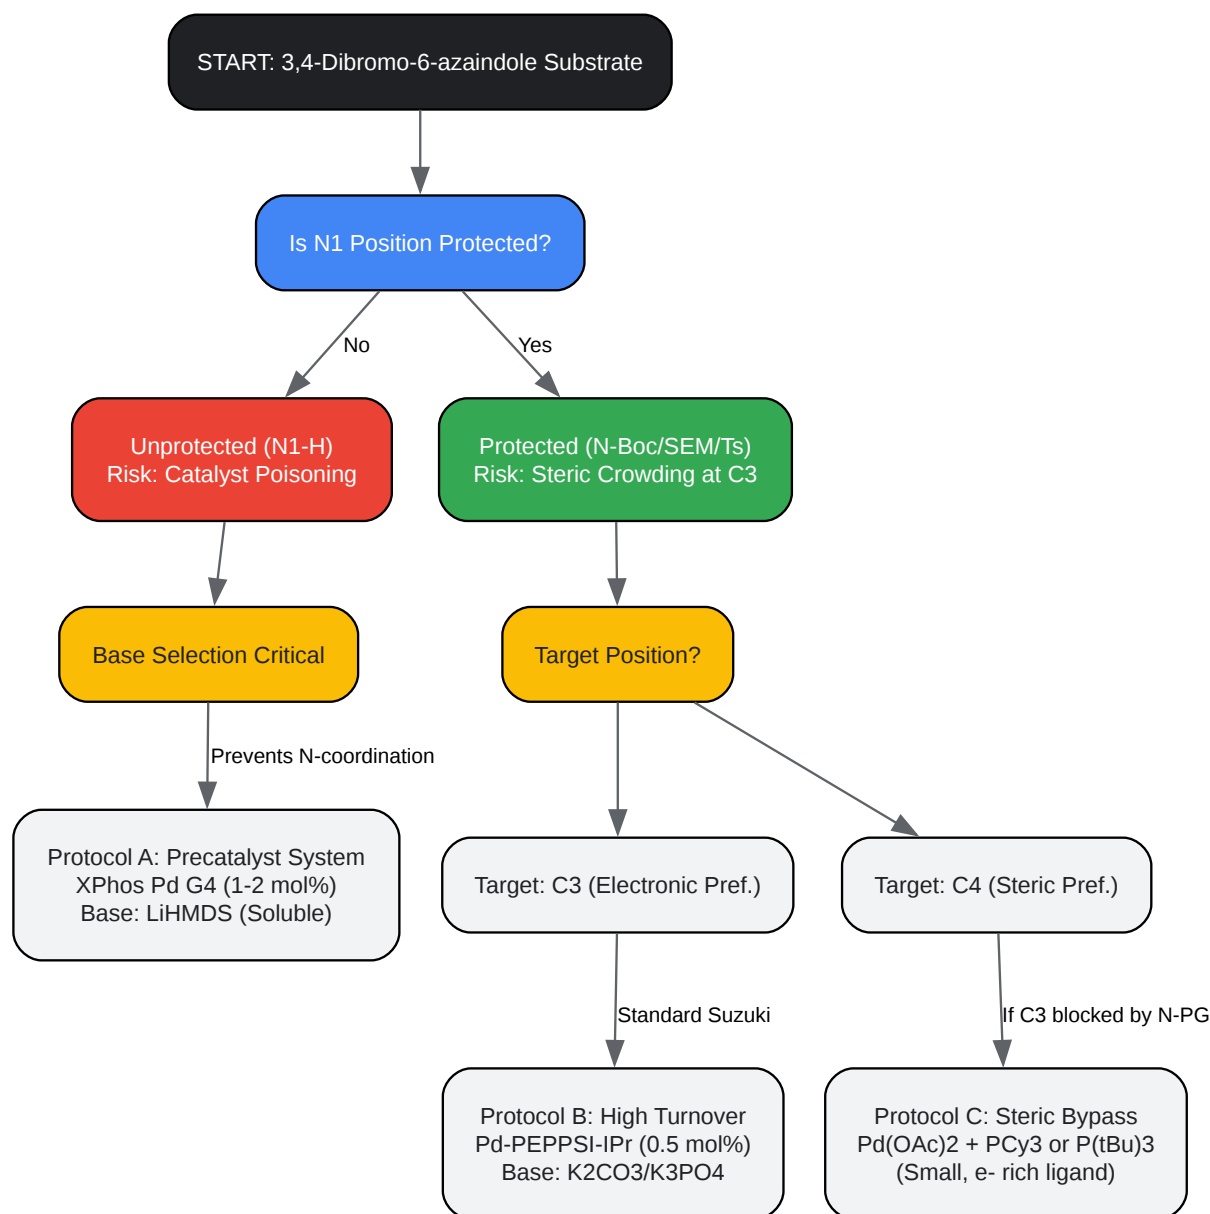 START: 3,4-Dibromo-6-azaindole Substrate
Is N1 Position Protected?
No
Yes
Unprotected (N1-H)
Risk: Catalyst Poisoning
Protected (N-Boc/SEM/Ts)
Risk: Steric Crowding at C3
Base Selection Critical
Target Position?
Prevents N-coordination
Protocol A: Precatalyst System
XPhos Pd G4 (1-2 mol%)
Base: LiHMDS (Soluble)
Target: C3 (Electronic Pref.)
Target: C4 (Steric Pref.)
Standard Suzuki
If C3 blocked by N-PG
Protocol B: High Turnover
Pd-PEPPSI-IPr (0.5 mol%)
Base: K2CO3/K3PO4
Protocol C: Steric Bypass
Pd(OAc)2 + PCy3 or P(tBu)3
(Small, e- rich ligand)